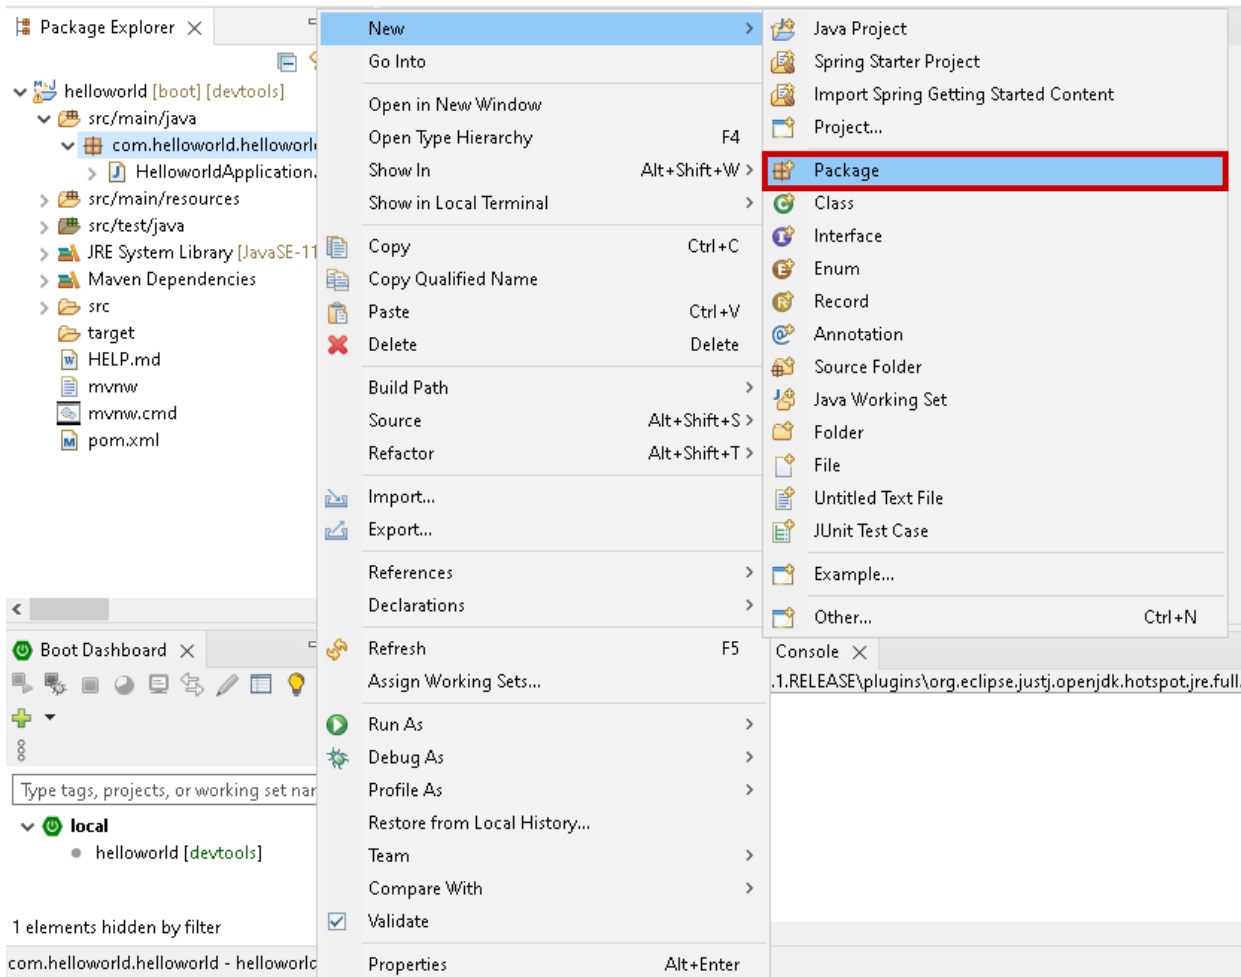 Package Explorer
helloworld [boot] [devtools]
src/main/java
com.helloworld.helloworl
HelloworldApplication.
src/main/resources
src/test/java
JRE System Library [JavaSE-11
Maven Dependencies
src
target
HELP.md
mvnw
mvnw.cmd
pom.xml
Boot Dashboard
Type tags, projects, or working set nar
local
helloworld [devtools]
1 elements hidden by filter
com.helloworld.helloworld - helloworld
New
Go Into
Open in New Window
Open Type Hierarchy F4
Show In Alt+Shift+W
Show in Local Terminal
Copy Ctrl+C
Copy Qualified Name
Paste Ctrl+V
Delete Delete
Build Path
Source Alt+Shift+S
Refactor Alt+Shift+T
Import...
Export...
References
Declarations
Refresh F5
Assign Working Sets...
Run As
Debug As
Profile As
Restore from Local History...
Team
Compare With
Validate
Properties Alt+Enter
Java Project
Spring Starter Project
Import Spring Getting Started Content
Project...
Package
Class
Interface
Enum
Record
Annotation
Source Folder
Java Working Set
Folder
File
Untitled Text File
JUnit Test Case
Example...
Other... Ctrl+N
Console
.1.RELEASE\plugins\org.eclipse.justj.openjdk.hotspot.jre.full.